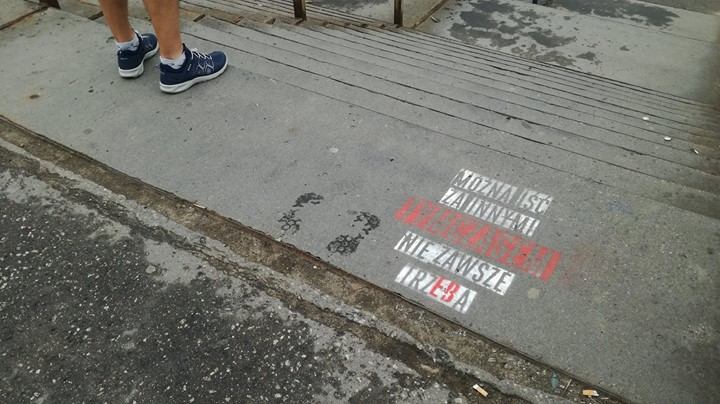 MOŻNA IŚĆ
ZA INNYMI
NIE ZAWSZE
TRZEBA